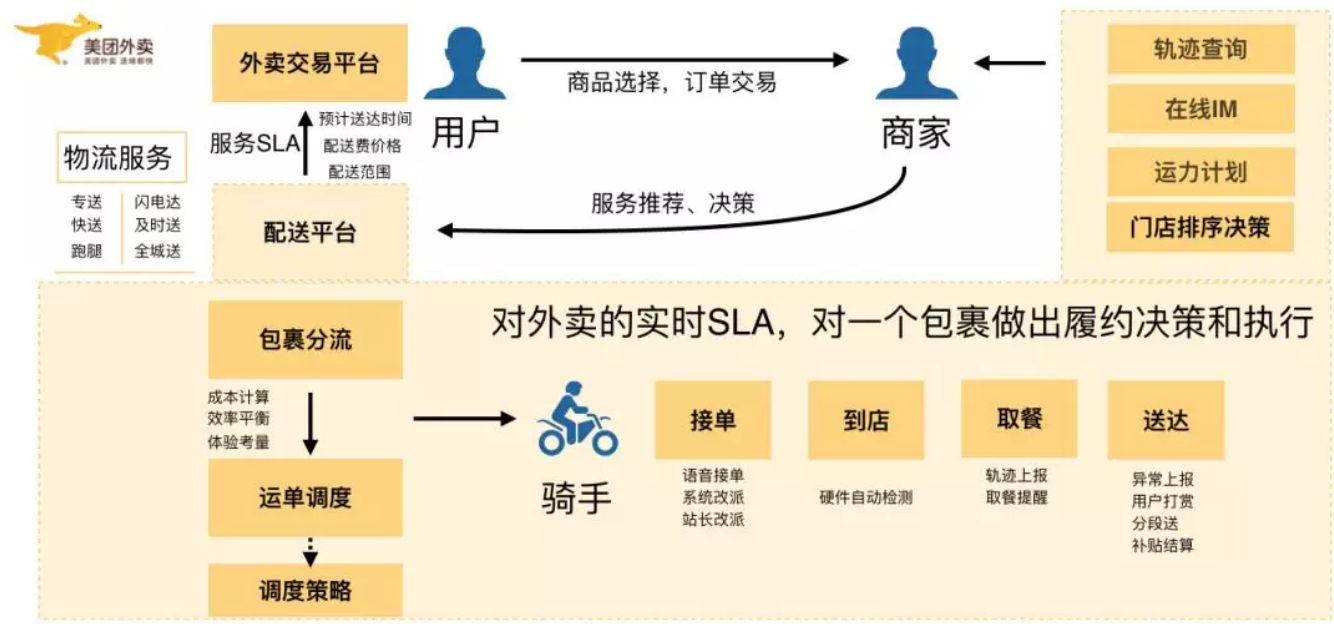 美团外卖
美团外卖 送啥都快
外卖交易平台
用户
商品选择，订单交易
商家
轨迹查询
在线IM
运力计划
门店排序决策
服务SLA
预计送达时间
配送费价格
配送范围
物流服务
专送
闪电达
快送
及时送
跑腿
全城送
配送平台
服务推荐、决策
对外卖的实时SLA，对一个包裹做出履约决策和执行
包裹分流
成本计算
效率平衡
体验考量
运单调度
调度策略
骑手
接单
语音接单
系统改派
站长改派
到店
硬件自动检测
取餐
轨迹上报
取餐提醒
送达
异常上报
用户打赏
分段送
补贴结算